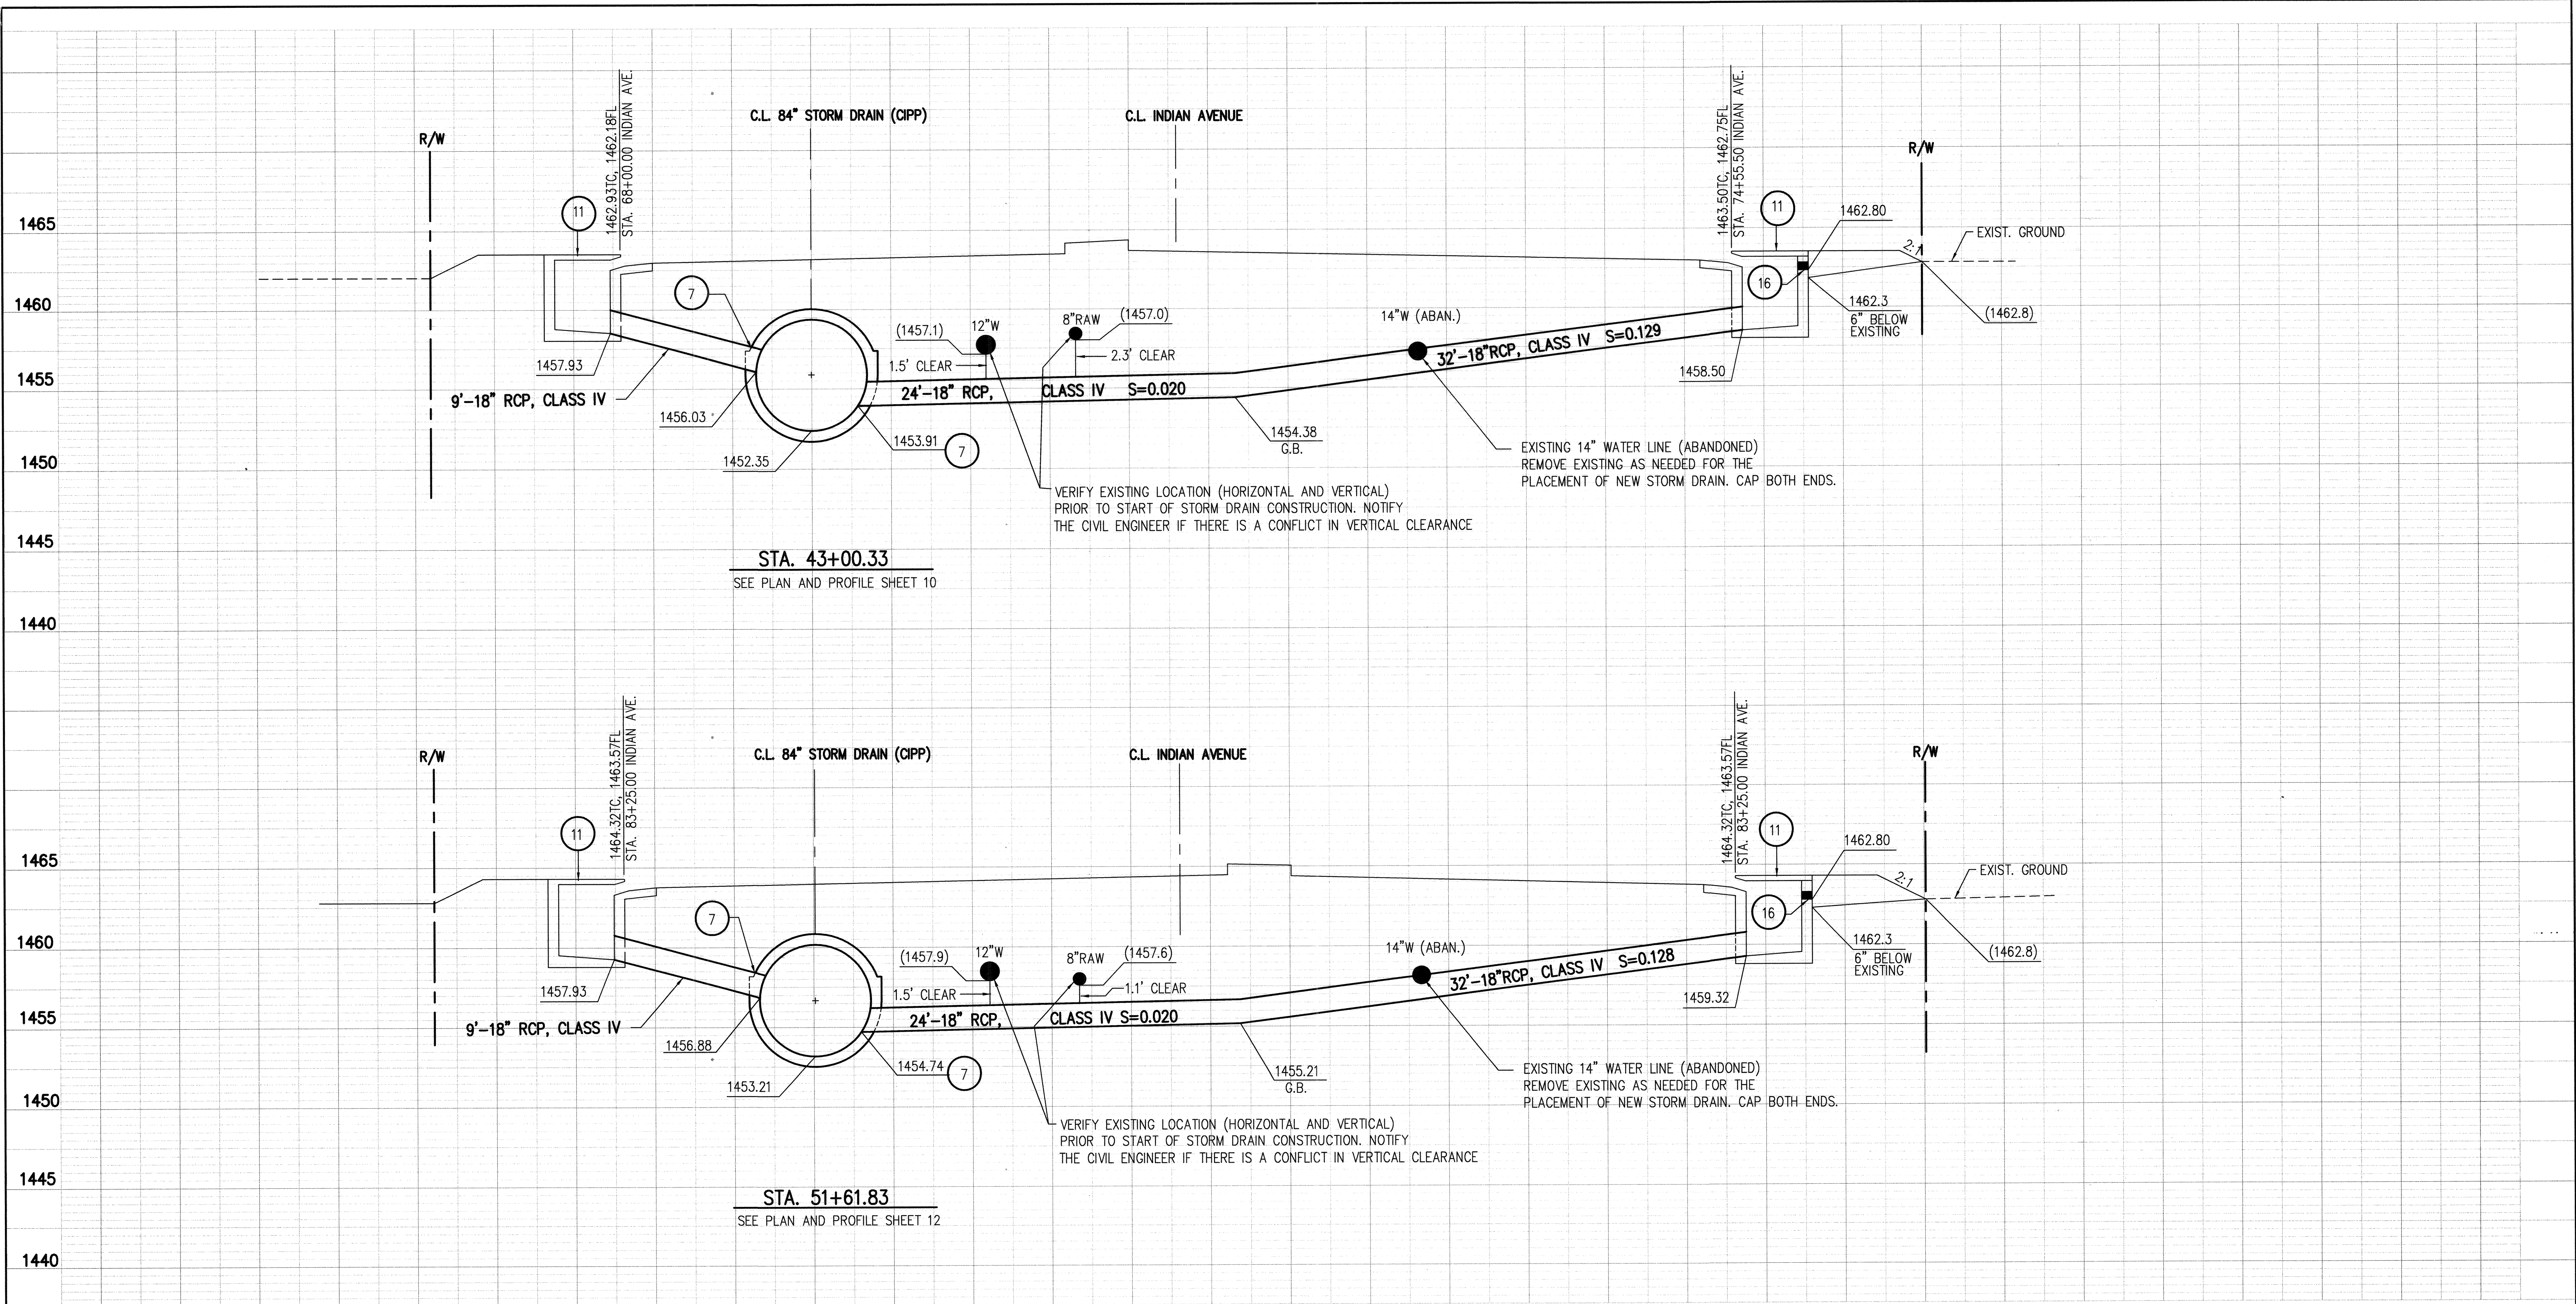 C.L. 84" STORM DRAIN (CIPP)
C.L. INDIAN AVENUE
R/W
1462.93TC, 1462.18FL
STA. 68+00.00 INDIAN AVE.
1463.50TC, 1462.75FL
STA. 74+55.50 INDIAN AVE.
R/W
11
11
1462.80
1465
EXIST. GROUND
2:1
7
16
1460
1462.3
6" BELOW
EXISTING
(1462.8)
(1457.1)
12"W
8"RAW
(1457.0)
14"W (ABAN.)
1.5' CLEAR
2.3' CLEAR
32'-18"RCP, CLASS IV S=0.129
1457.93
1458.50
1455
9'-18" RCP, CLASS IV
24'-18" RCP, CLASS IV S=0.020
1456.03
1453.91
7
1454.38
G.B.
1452.35
1450
EXISTING 14" WATER LINE (ABANDONED)
REMOVE EXISTING AS NEEDED FOR THE
PLACEMENT OF NEW STORM DRAIN. CAP BOTH ENDS.
VERIFY EXISTING LOCATION (HORIZONTAL AND VERTICAL)
PRIOR TO START OF STORM DRAIN CONSTRUCTION. NOTIFY
THE CIVIL ENGINEER IF THERE IS A CONFLICT IN VERTICAL CLEARANCE
1445
STA. 43+00.33
SEE PLAN AND PROFILE SHEET 10
1440
R/W
C.L. 84" STORM DRAIN (CIPP)
C.L. INDIAN AVENUE
R/W
1464.32TC, 1463.57FL
STA. 83+25.00 INDIAN AVE.
1464.32TC, 1463.57FL
STA. 83+25.00 INDIAN AVE.
11
11
1462.80
1465
EXIST. GROUND
2:1
7
16
1460
1462.3
6" BELOW
EXISTING
(1462.8)
(1457.9)
12"W
8"RAW
(1457.6)
14"W (ABAN.)
1.5' CLEAR
1.1' CLEAR
32'-18"RCP, CLASS IV S=0.128
1457.93
1459.32
1455
9'-18" RCP, CLASS IV
24'-18" RCP, CLASS IV S=0.020
1456.88
1454.74
7
1455.21
G.B.
1453.21
1450
EXISTING 14" WATER LINE (ABANDONED)
REMOVE EXISTING AS NEEDED FOR THE
PLACEMENT OF NEW STORM DRAIN. CAP BOTH ENDS.
VERIFY EXISTING LOCATION (HORIZONTAL AND VERTICAL)
PRIOR TO START OF STORM DRAIN CONSTRUCTION. NOTIFY
THE CIVIL ENGINEER IF THERE IS A CONFLICT IN VERTICAL CLEARANCE
1445
STA. 51+61.83
SEE PLAN AND PROFILE SHEET 12
1440